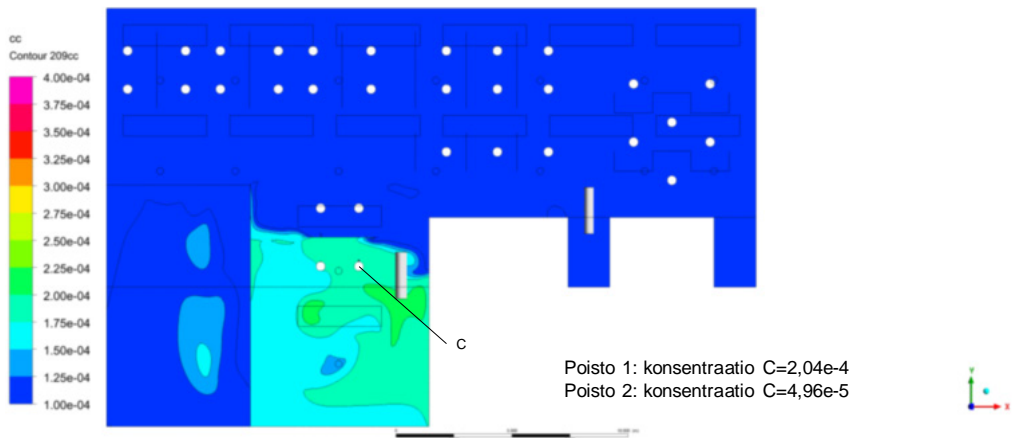 cc
Contour 209cc
4.00e-04
3.75e-04
3.50e-04
3.25e-04
3.00e-04
2.75e-04
2.50e-04
2.25e-04
2.00e-04
1.75e-04
1.50e-04
1.25e-04
1.00e-04
C
Poisto 1: konsentraatio C=2,04e-4
Poisto 2: konsentraatio C=4,96e-5
Y
X